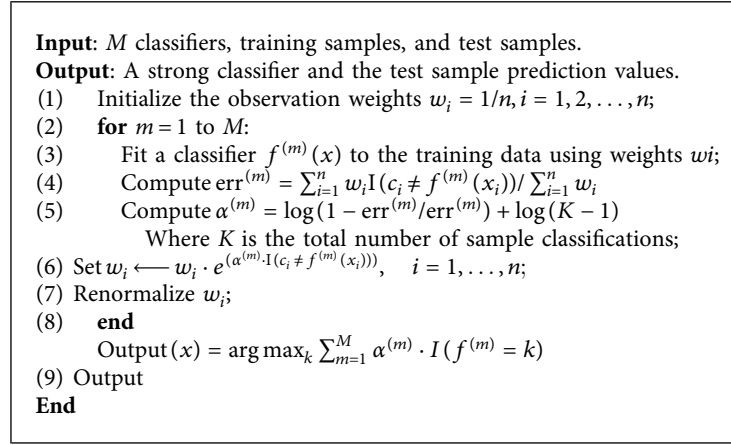 Input: M classifiers, training samples, and test samples.
Output: A strong classifier and the test sample prediction values.
(1) Initialize the observation weights w_i = 1/n, i = 1, 2, . . . , n;
(2) for m = 1 to M:
(3) Fit a classifier f^(m)(x) to the training data using weights wi;
(4) Compute err^(m) = ∑_{i=1}^{n} w_i I(c_i ≠ f^(m)(x_i))/∑_{i=1}^{n} w_i
(5) Compute α^(m) = log(1 − err^(m)/err^(m)) + log(K − 1)
Where K is the total number of sample classifications;
(6) Set w_i ⟵ w_i · e^(α^(m)·I(c_i ≠ f^(m)(x_i))), i = 1, . . . , n;
(7) Renormalize w_i;
(8) end
Output(x) = arg max_k ∑_{m=1}^{M} α^(m) · I(f^(m) = k)
(9) Output
End